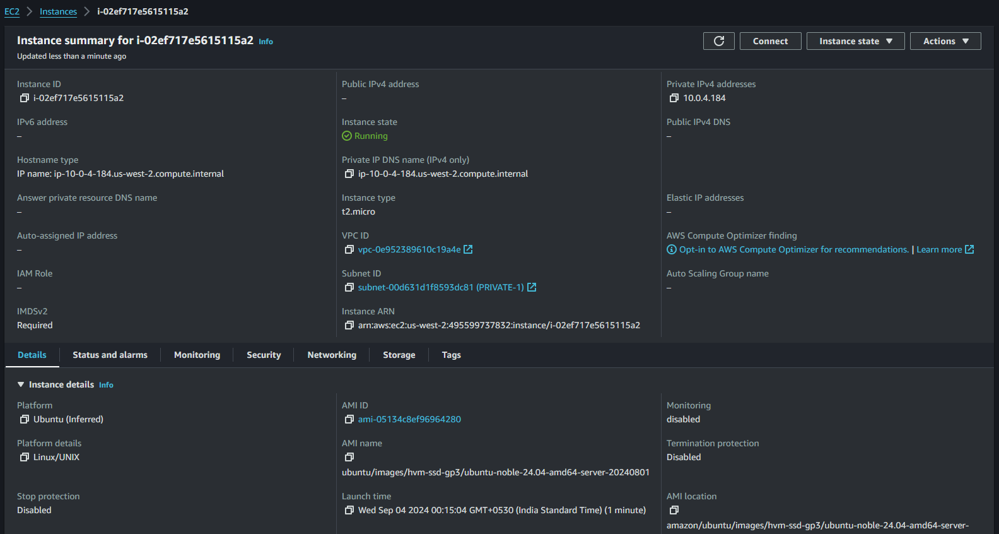 EC2 > Instances > i-02ef717e5615115a2
Instance summary for i-02ef717e5615115a2 Info
Updated less than a minute ago
Connect
Instance state
Actions
Instance ID
i-02ef717e5615115a2
Public IPv4 address
–
Private IPv4 addresses
10.0.4.184
IPv6 address
–
Instance state
Running
Public IPv4 DNS
–
Hostname type
IP name: ip-10-0-4-184.us-west-2.compute.internal
Private IP DNS name (IPv4 only)
ip-10-0-4-184.us-west-2.compute.internal
Answer private resource DNS name
–
Instance type
t2.micro
Elastic IP addresses
–
Auto-assigned IP address
–
VPC ID
vpc-0e952389610c19a4e
AWS Compute Optimizer finding
Opt-in to AWS Compute Optimizer for recommendations. | Learn more
IAM Role
–
Subnet ID
subnet-00d631d1f8593dc81 (PRIVATE-1)
Auto Scaling Group name
–
IMDSv2
Required
Instance ARN
arn:aws:ec2:us-west-2:495599737832:instance/i-02ef717e5615115a2
Details
Status and alarms
Monitoring
Security
Networking
Storage
Tags
Instance details Info
Platform
Ubuntu (Inferred)
AMI ID
ami-05134c8ef96964280
Monitoring
disabled
Platform details
Linux/UNIX
AMI name
ubuntu/images/hvm-ssd-gp3/ubuntu-noble-24.04-amd64-server-20240801
Termination protection
Disabled
Stop protection
Disabled
Launch time
Wed Sep 04 2024 00:15:04 GMT+0530 (India Standard Time) (1 minute)
AMI location
amazon/ubuntu/images/hvm-ssd-gp3/ubuntu-noble-24.04-amd64-server-